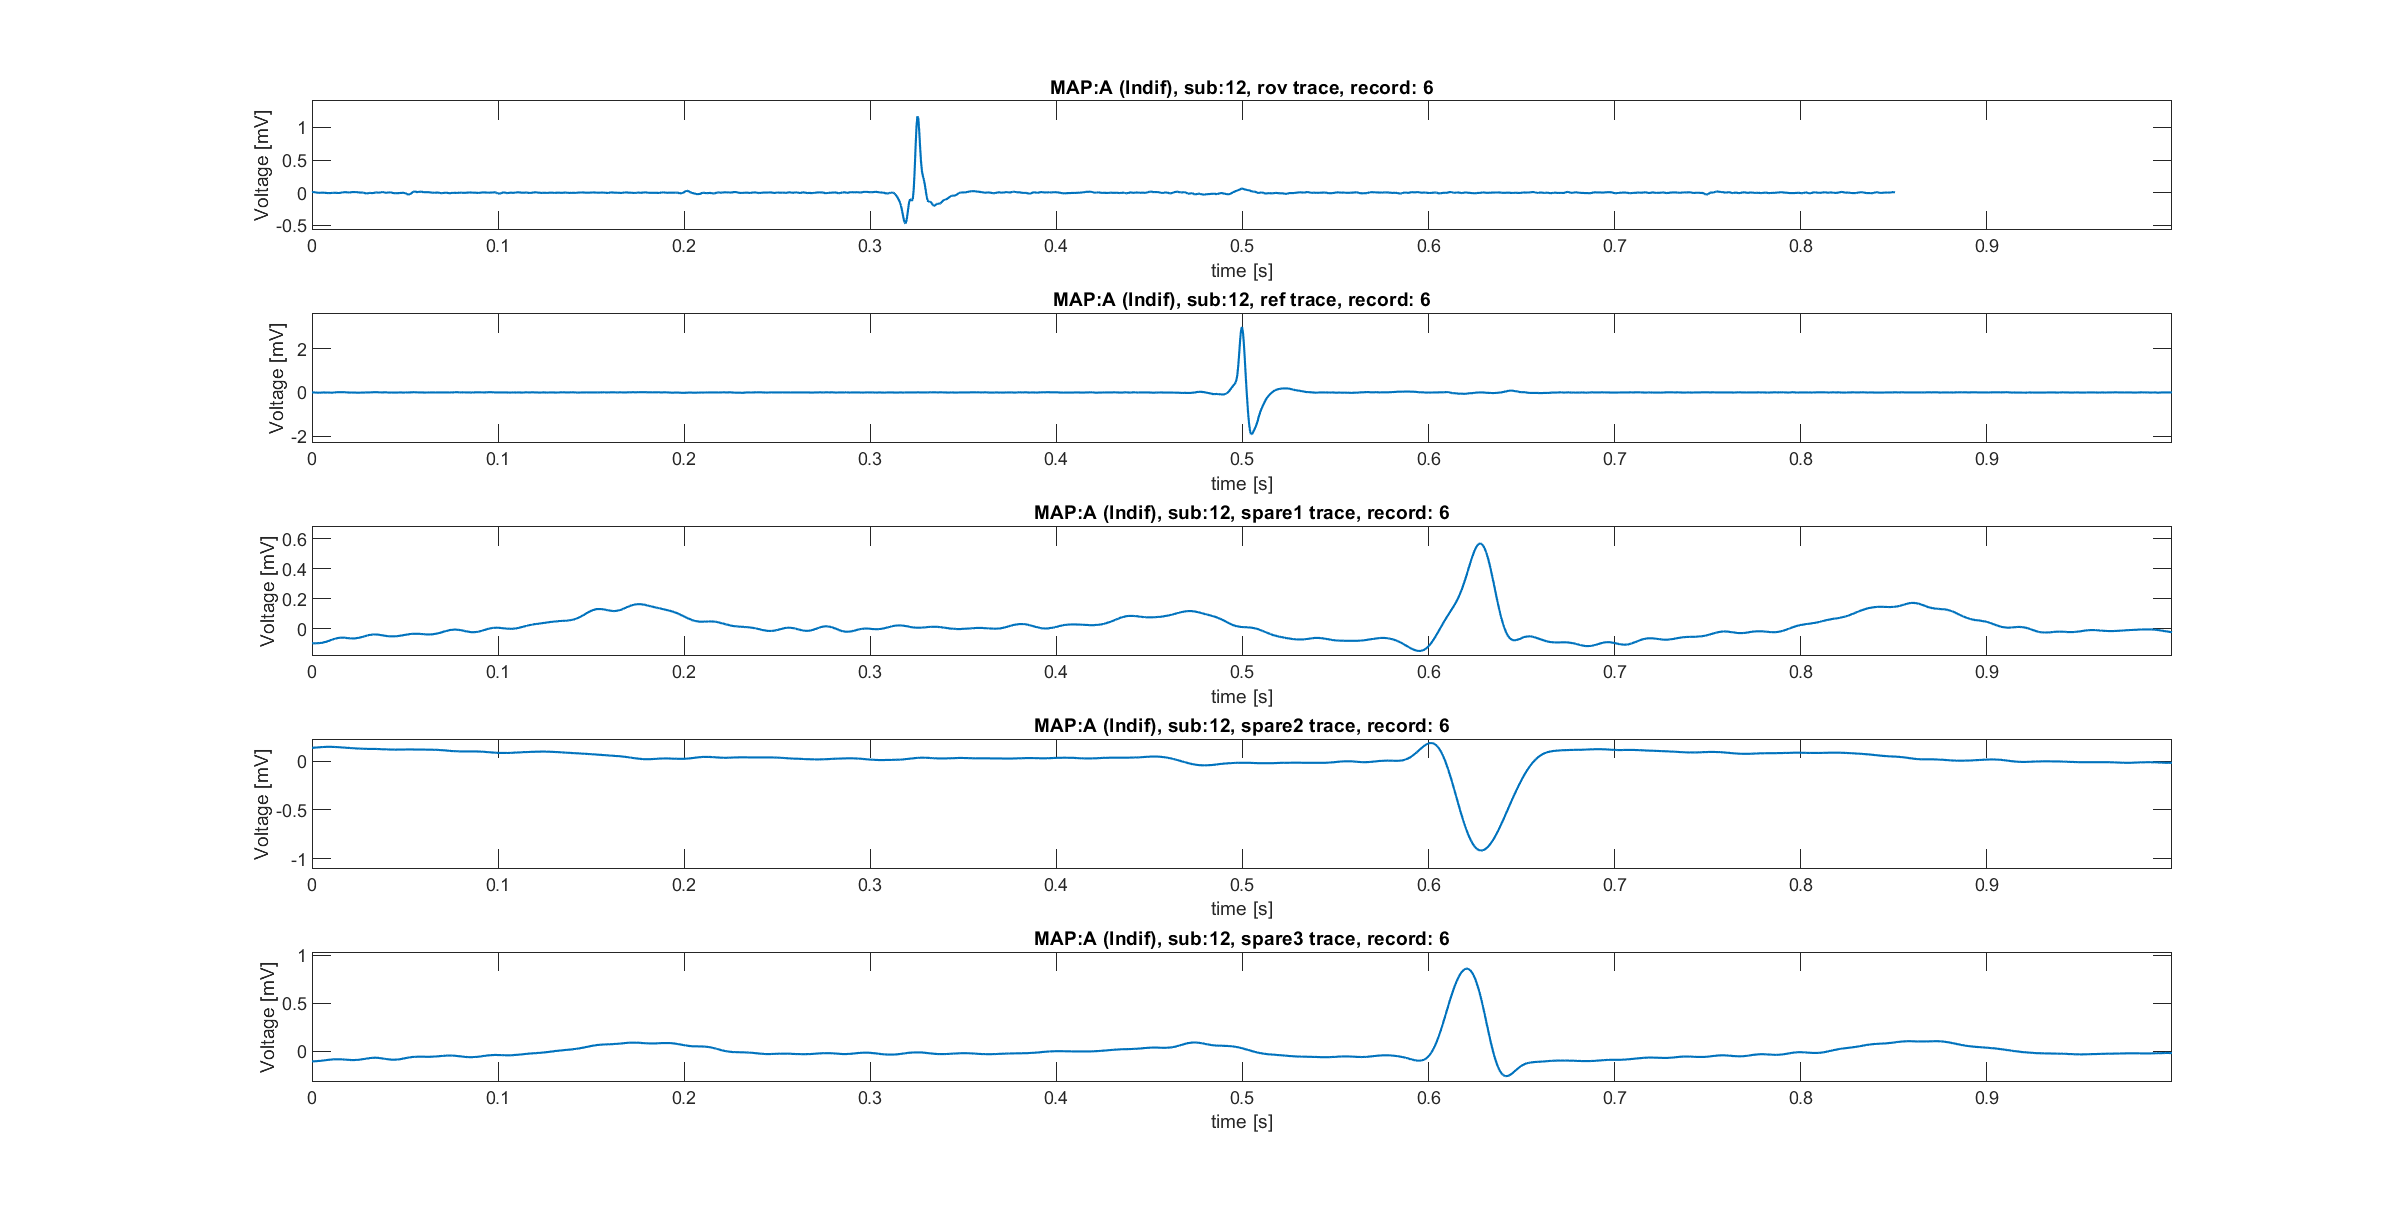 MAP:A (Indif), sub:12, rov trace, record: 6
Voltage [mV]
1
0.5
0
-0.5
0 0.1 0.2 0.3 0.4 0.5 0.6 0.7 0.8 0.9
time [s]
MAP:A (Indif), sub:12, ref trace, record: 6
Voltage [mV]
2
0
-2
0 0.1 0.2 0.3 0.4 0.5 0.6 0.7 0.8 0.9
time [s]
MAP:A (Indif), sub:12, spare1 trace, record: 6
Voltage [mV]
0.6
0.4
0.2
0
0 0.1 0.2 0.3 0.4 0.5 0.6 0.7 0.8 0.9
time [s]
MAP:A (Indif), sub:12, spare2 trace, record: 6
Voltage [mV]
0
-0.5
-1
0 0.1 0.2 0.3 0.4 0.5 0.6 0.7 0.8 0.9
time [s]
MAP:A (Indif), sub:12, spare3 trace, record: 6
Voltage [mV]
1
0.5
0
0 0.1 0.2 0.3 0.4 0.5 0.6 0.7 0.8 0.9
time [s]